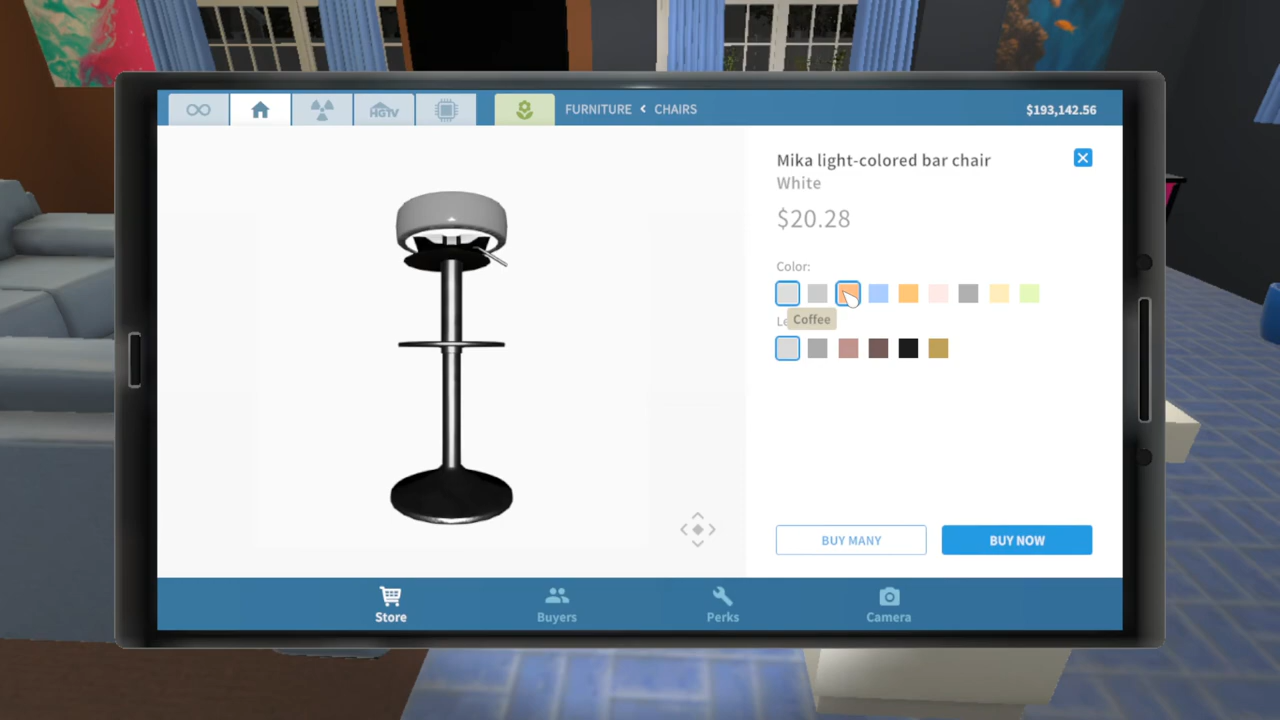 HGTV
FURNITURE < CHAIRS
$193,142.56
Mika light-colored bar chair
White
$20.28
Color:
Coffee
BUY MANY
BUY NOW
Store
Buyers
Perks
Camera